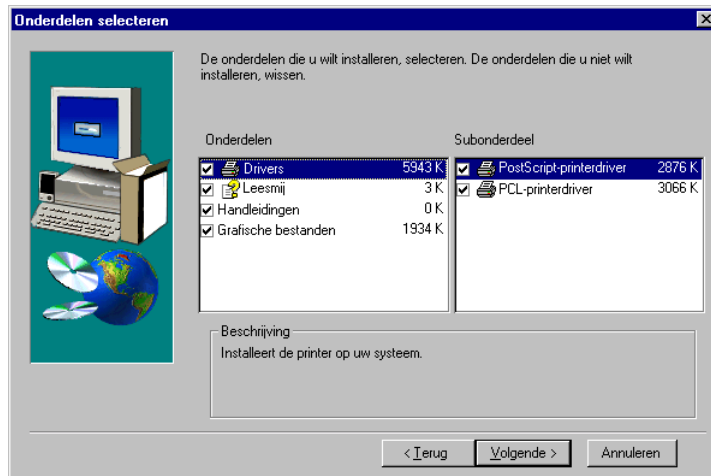 Onderdelen selecteren
De onderdelen die u wilt installeren, selecteren. De onderdelen die u niet wilt
installeren, wissen.
Onderdelen
Drivers 5943 K
Leesmij 3 K
Handleidingen 0 K
Grafische bestanden 1934 K
Subonderdeel
PostScript-printerdriver 2876 K
PCL-printerdriver 3066 K
Beschrijving
Installeert de printer op uw systeem.
< Terug Volgende > Annuleren